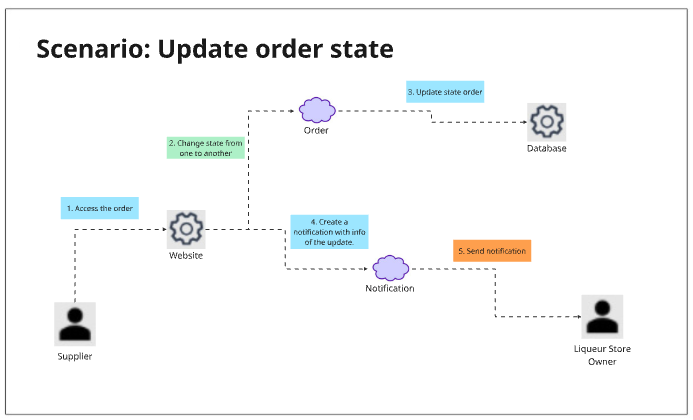 Scenario: Update order state
3. Update state order
Order
Database
2. Change state from
one to another
1. Access the order
4. Create a
notification with info
of the update.
Website
5. Send notification
Notification
Supplier
Liqueur Store
Owner